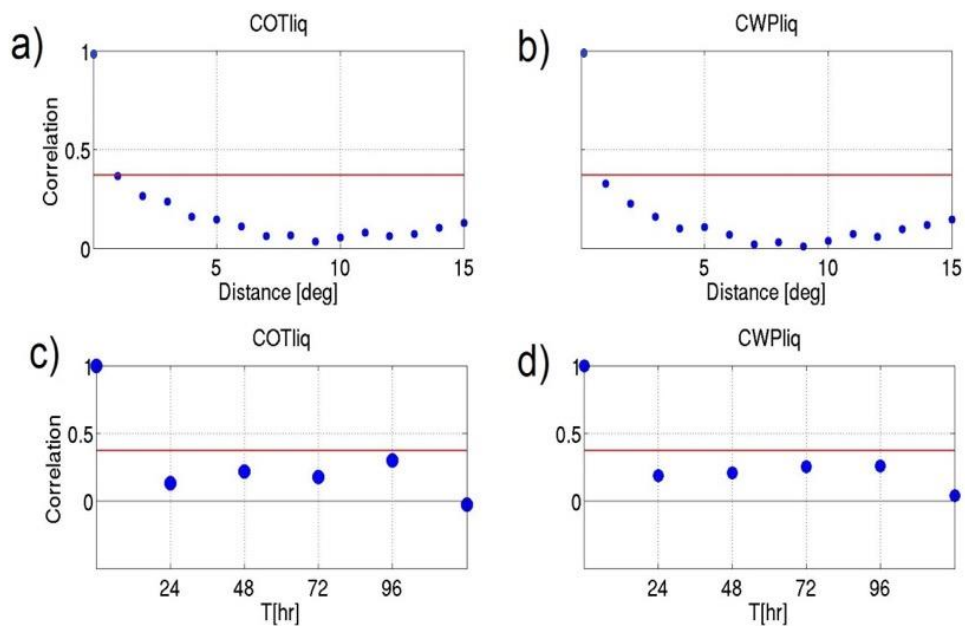 a)
COTliq
1
0.5
0
Correlation
5
10
15
Distance [deg]
b)
CWPliq
1
0.5
0
5
10
15
Distance [deg]
c)
COTliq
1
0.5
0
Correlation
24
48
72
96
T[hr]
d)
CWPliq
1
0.5
0
24
48
72
96
T[hr]